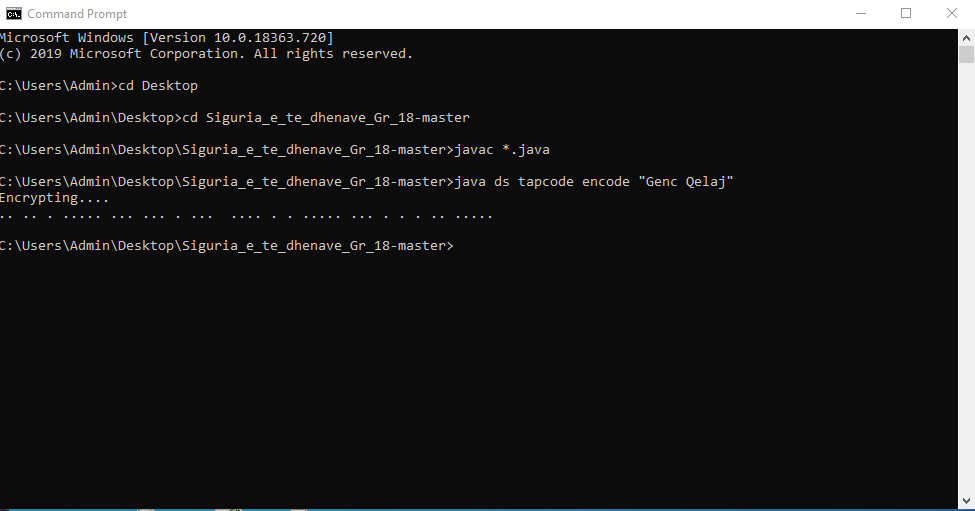 Command Prompt
Microsoft Windows [Version 10.0.18363.720]
(c) 2019 Microsoft Corporation. All rights reserved.
C:\Users\Admin>cd Desktop
C:\Users\Admin\Desktop>cd Siguria_e_te_dhenave_Gr_18-master
C:\Users\Admin\Desktop\Siguria_e_te_dhenave_Gr_18-master>javac *.java
C:\Users\Admin\Desktop\Siguria_e_te_dhenave_Gr_18-master>java ds tapcode encode "Genc Qelaj"
Encrypting....
.. .. . ..... ... ... . ...  .... . . ..... ... . . . .. .....
C:\Users\Admin\Desktop\Siguria_e_te_dhenave_Gr_18-master>